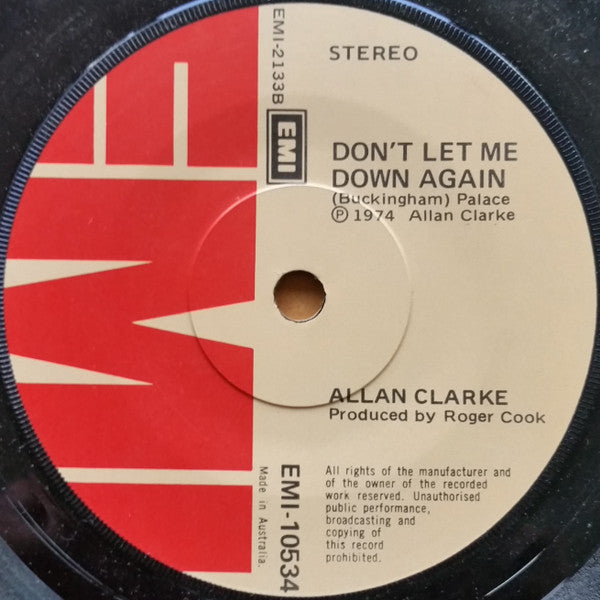 EMI
STEREO
EMI-2133B
EMI
DON'T LET ME
DOWN AGAIN
(Buckingham) Palace
Ⓟ 1974 Allan Clarke
ALLAN CLARKE
Produced by Roger Cook
EMI-10534
Made in Australia.
All rights of the manufacturer and
of the owner of the recorded
work reserved. Unauthorised
public performance,
broadcasting and
copying of
this record
prohibited.